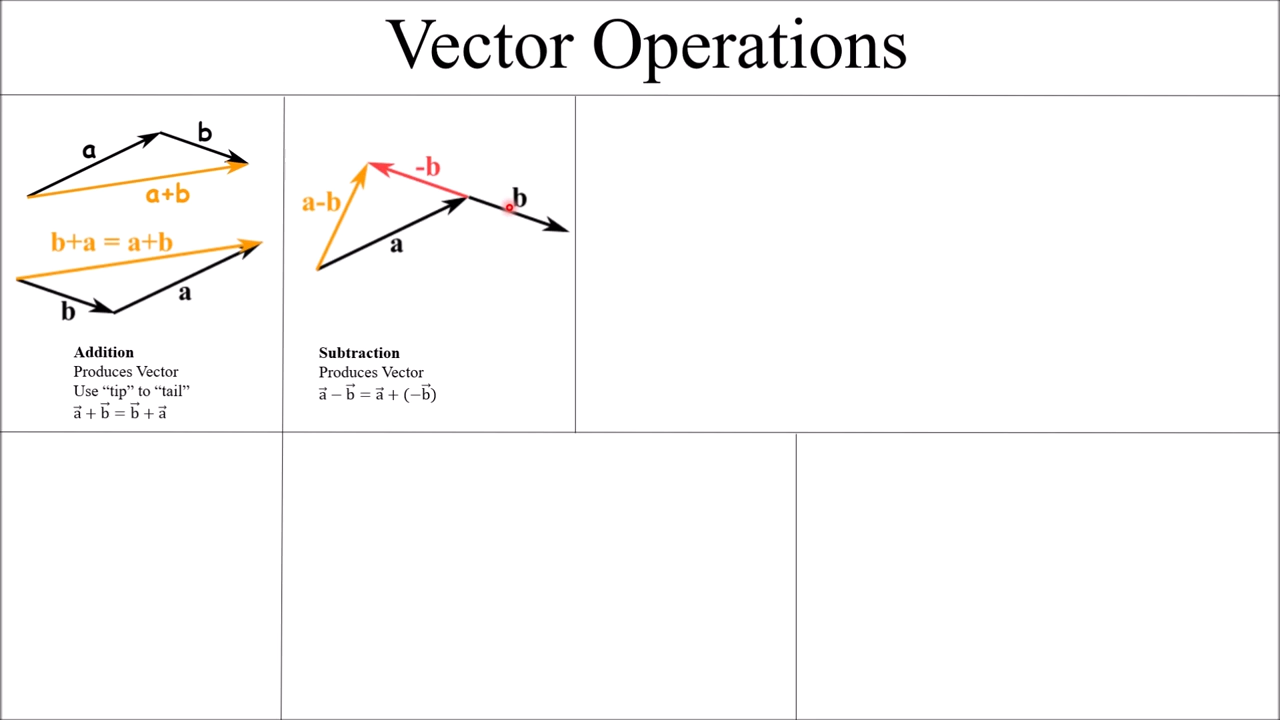 Vector Operations
a
b
a+b
b+a = a+b
b
a
Addition
Produces Vector
Use “tip” to “tail”
a⃗ + b⃗ = b⃗ + a⃗
-b
a-b
b
a
Subtraction
Produces Vector
a⃗ − b⃗ = a⃗ + (−b⃗)